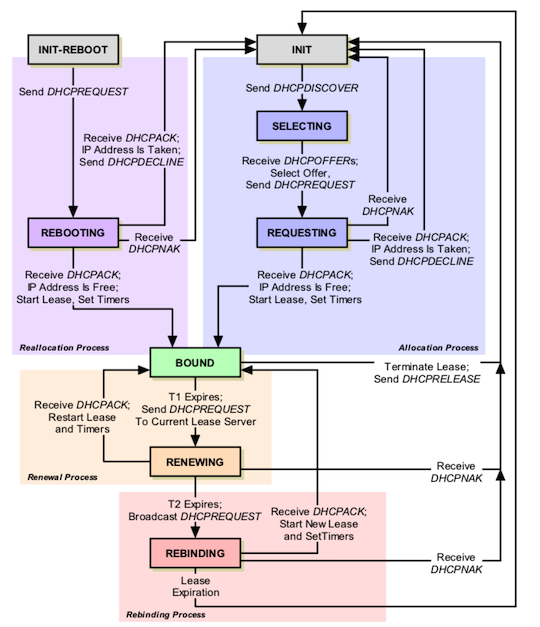 INIT-REBOOT
INIT
Send DHCPREQUEST
Send DHCPDISCOVER
SELECTING
Receive DHCPACK;
IP Address Is Taken;
Send DHCPDECLINE
Receive DHCPOFFERs;
Select Offer,
Send DHCPREQUEST
Receive
DHCPNAK
REBOOTING
Receive
DHCPNAK
REQUESTING
Receive DHCPACK;
IP Address Is Taken;
Send DHCPDECLINE
Receive DHCPACK;
IP Address Is Free;
Start Lease, Set Timers
Receive DHCPACK;
IP Address Is Free;
Start Lease, Set Timers
Reallocation Process
Allocation Process
BOUND
Terminate Lease;
Send DHCPRELEASE
Receive DHCPACK;
Restart Lease
and Timers
T1 Expires;
Send DHCPREQUEST
To Current Lease Server
RENEWING
Receive
DHCPNAK
Renewal Process
T2 Expires;
Broadcast DHCPREQUEST
Receive DHCPACK;
Start New Lease
and SetTimers
REBINDING
Receive
DHCPNAK
Lease
Expiration
Rebinding Process